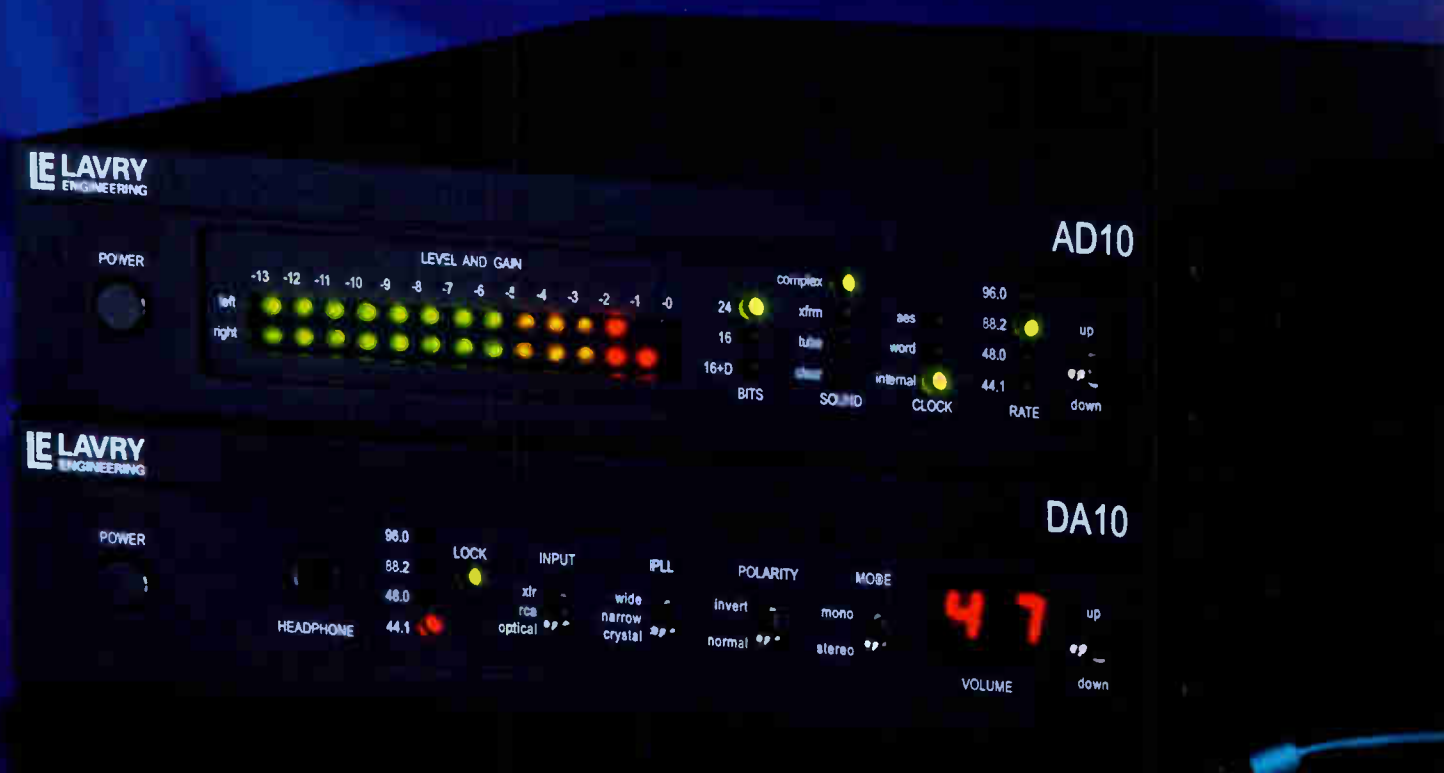 LE LAVRY
ENGINEERING
AD10
POWER
LEVEL AND GAIN
-13 -12 -11 -10 -9 -8 -7 -6 -5 -4 -3 -2 -1 -0
left
right
24
16
16+D
BITS
complex
xfrm
tube
clear
SOUND
aes
word
internal
CLOCK
96.0
88.2
48.0
44.1
RATE
up
down
LE LAVRY
ENGINEERING
DA10
POWER
HEADPHONE
96.0
88.2
48.0
44.1
LOCK
INPUT
xlr
rca
optical
PLL
wide
narrow
crystal
POLARITY
invert
normal
MODE
mono
stereo
47
VOLUME
up
down